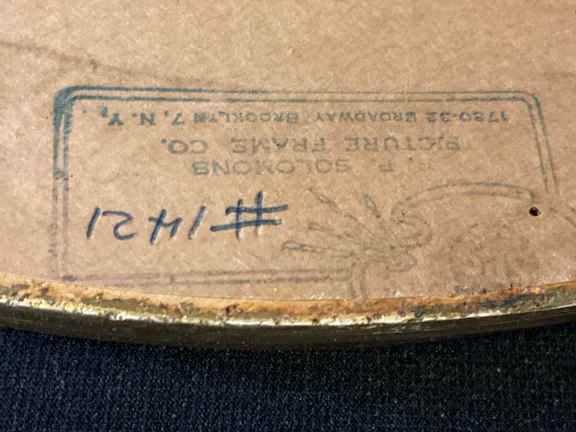 #1421
P SOLOMONS
PICTURE FRAME CO.
1730-32 BROADWAY BROOKLYN 7, N. Y.